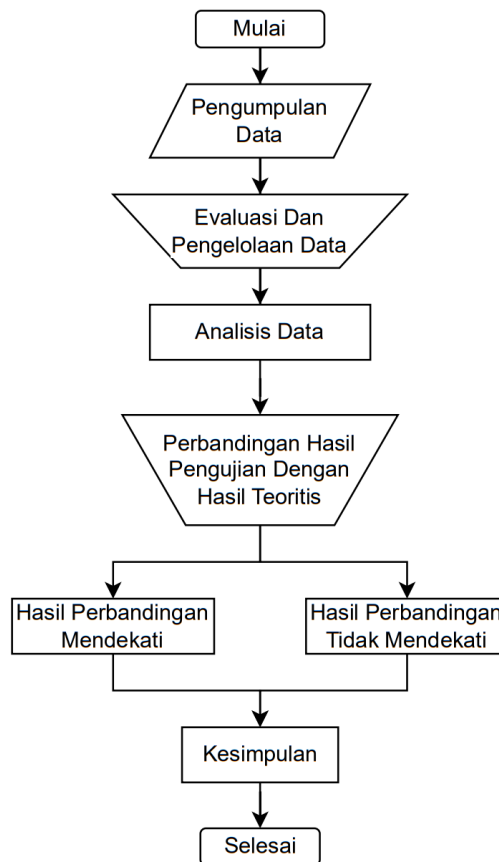 Mulai
Pengumpulan
Data
Evaluasi Dan
Pengelolaan Data
Analisis Data
Perbandingan Hasil
Pengujian Dengan
Hasil Teoritis
Hasil Perbandingan
Mendekati
Hasil Perbandingan
Tidak Mendekati
Kesimpulan
Selesai